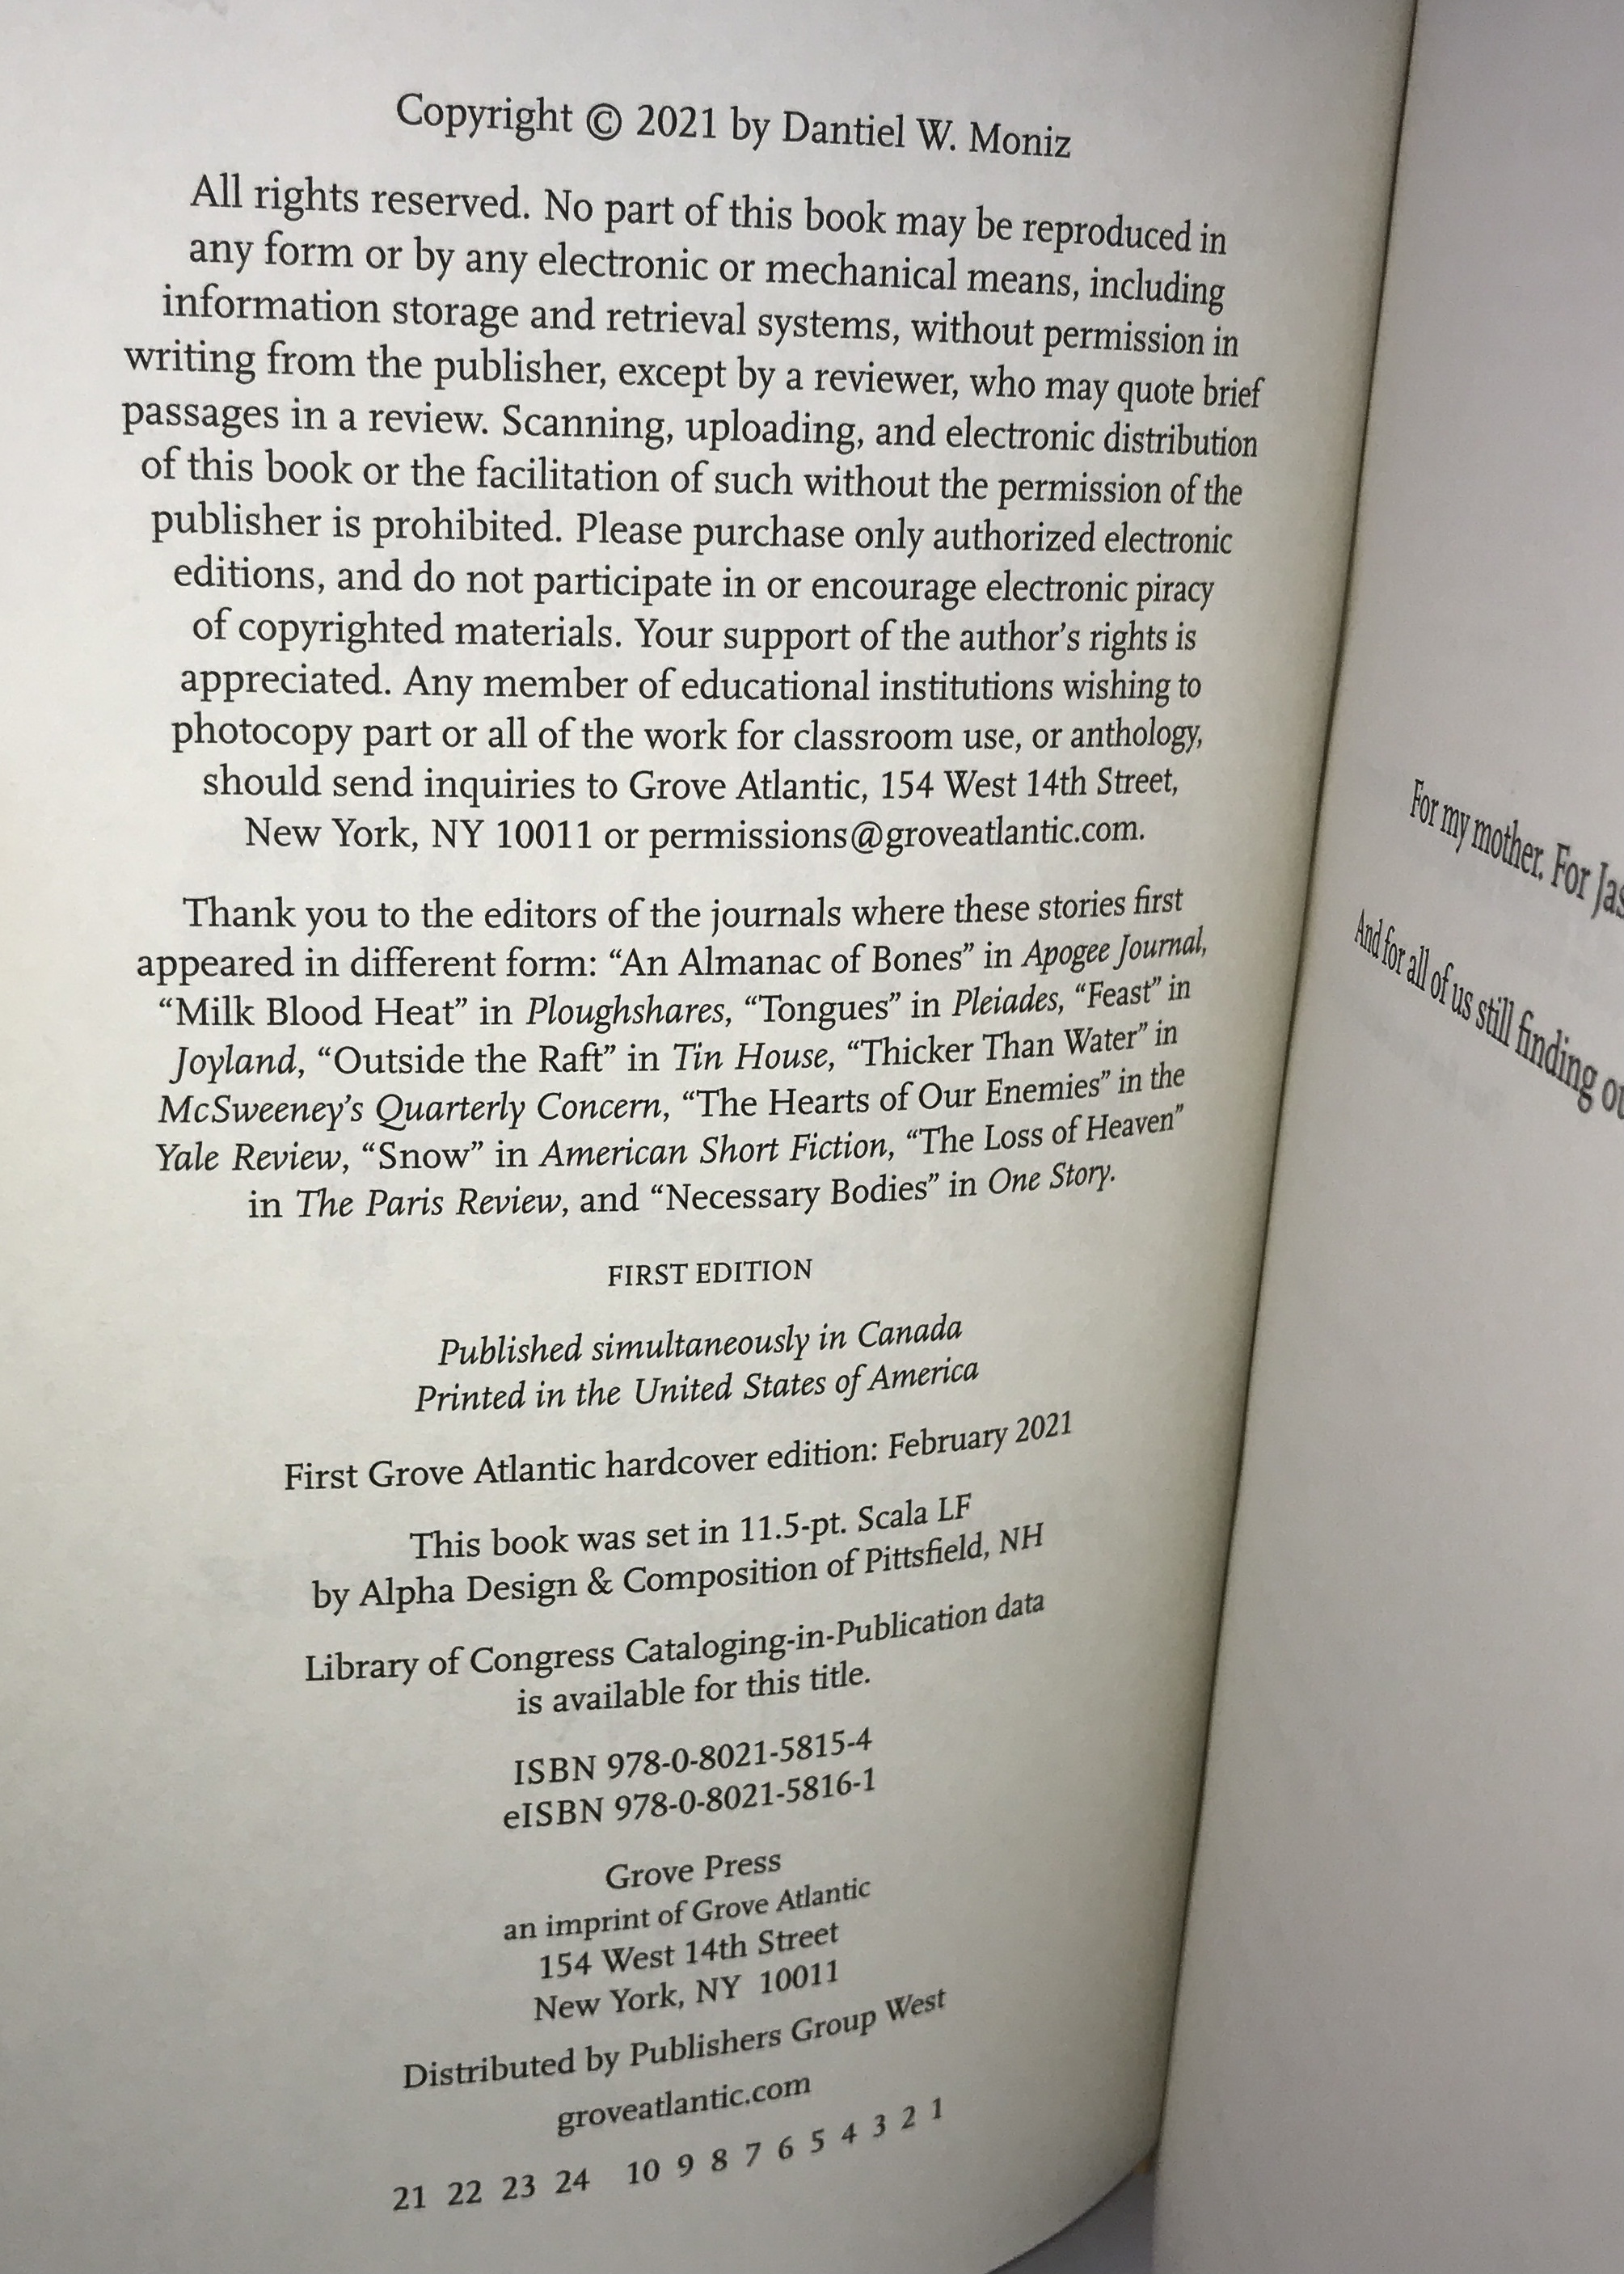 Copyright © 2021 by Dantiel W. Moniz
All rights reserved. No part of this book may be reproduced in
any form or by any electronic or mechanical means, including
information storage and retrieval systems, without permission in
writing from the publisher, except by a reviewer, who may quote brief
passages in a review. Scanning, uploading, and electronic distribution
of this book or the facilitation of such without the permission of the
publisher is prohibited. Please purchase only authorized electronic
editions, and do not participate in or encourage electronic piracy
of copyrighted materials. Your support of the author’s rights is
appreciated. Any member of educational institutions wishing to
photocopy part or all of the work for classroom use, or anthology,
should send inquiries to Grove Atlantic, 154 West 14th Street,
New York, NY 10011 or permissions@groveatlantic.com.
Thank you to the editors of the journals where these stories first
appeared in different form: “An Almanac of Bones” in Apogee Journal,
“Milk Blood Heat” in Ploughshares, “Tongues” in Pleiades, “Feast” in
Joyland, “Outside the Raft” in Tin House, “Thicker Than Water” in
McSweeney’s Quarterly Concern, “The Hearts of Our Enemies” in the
Yale Review, “Snow” in American Short Fiction, “The Loss of Heaven”
in The Paris Review, and “Necessary Bodies” in One Story.
FIRST EDITION
Published simultaneously in Canada
Printed in the United States of America
First Grove Atlantic hardcover edition: February 2021
This book was set in 11.5-pt. Scala LF
by Alpha Design & Composition of Pittsfield, NH
Library of Congress Cataloging-in-Publication data
is available for this title.
ISBN 978-0-8021-5815-4
eISBN 978-0-8021-5816-1
Grove Press
an imprint of Grove Atlantic
154 West 14th Street
New York, NY 10011
Distributed by Publishers Group West
groveatlantic.com
21 22 23 24 10 9 8 7 6 5 4 3 2 1
For my mother. For
And for all of us still finding